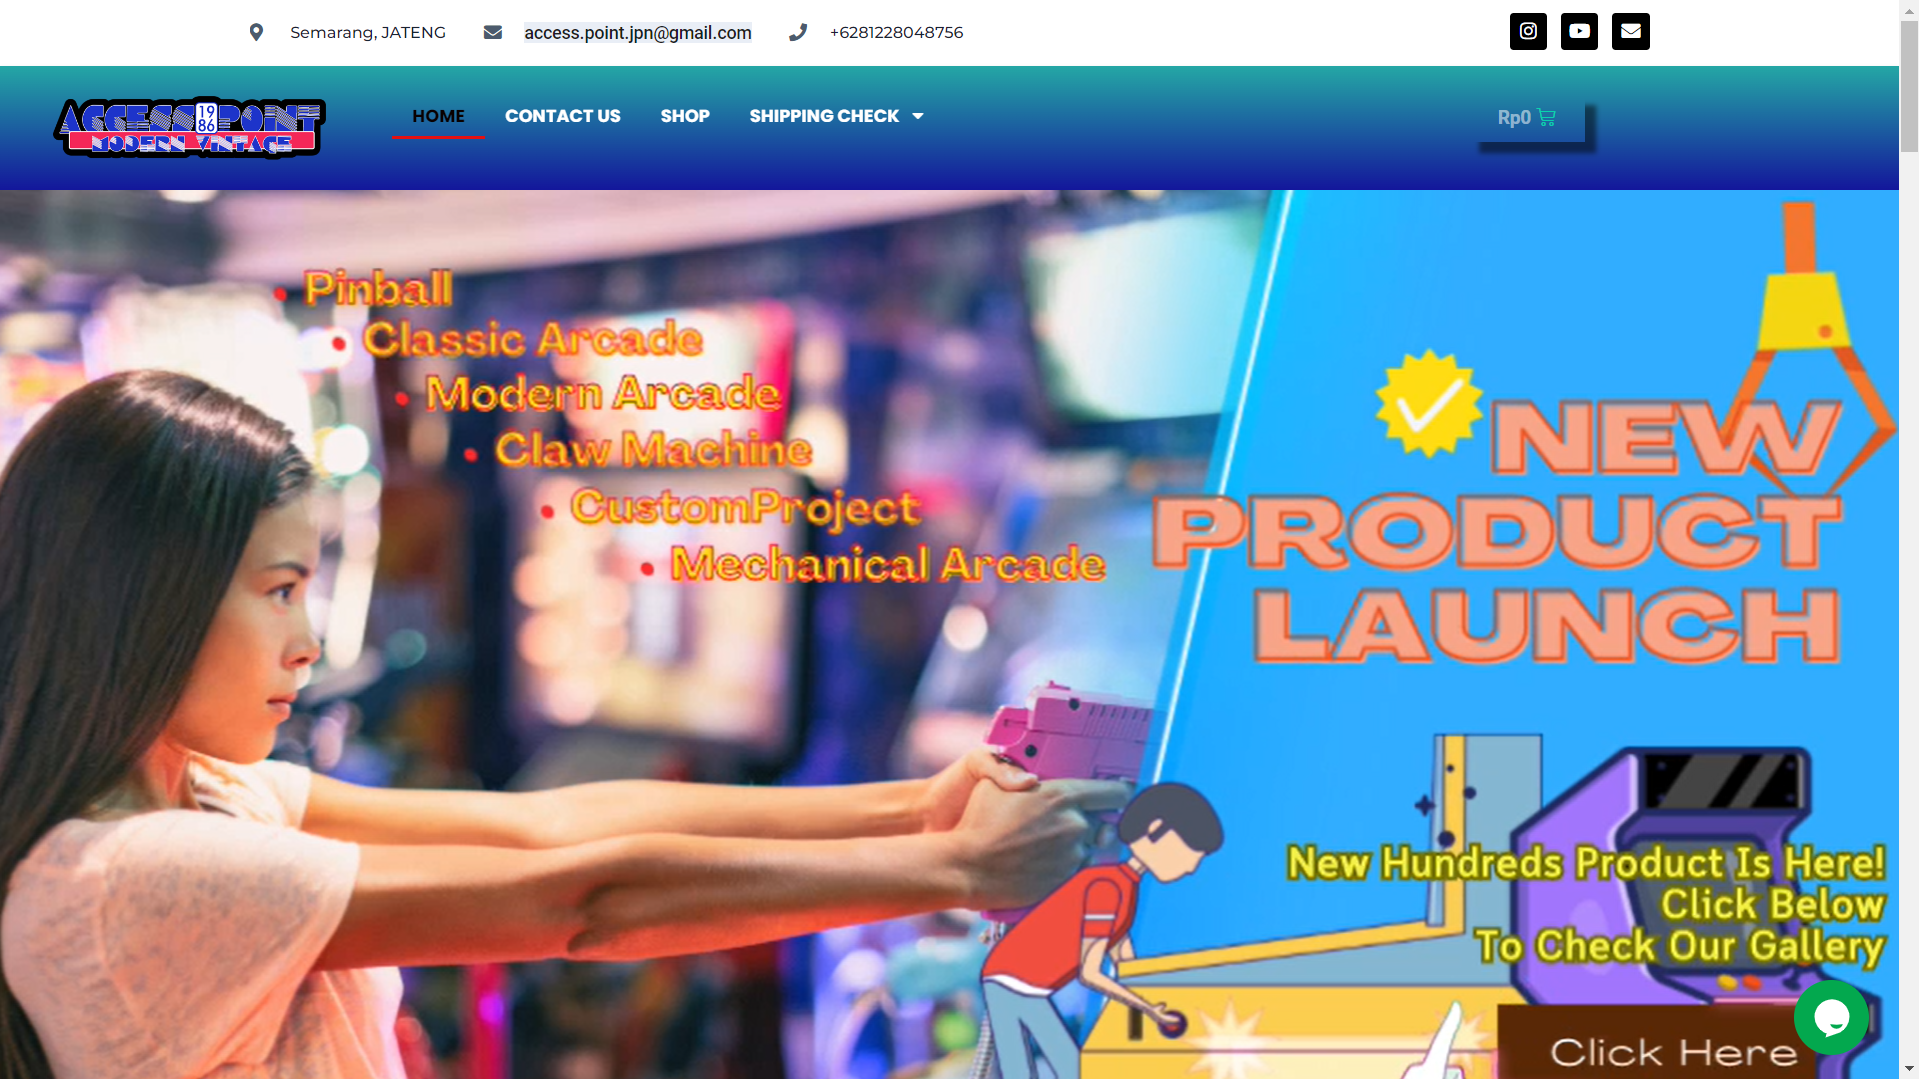 Semarang, JATENG
access.point.jpn@gmail.com
+6281228048756
ACCESS POINT
1986
MODERN VINTAGE
HOME
CONTACT US
SHOP
SHIPPING CHECK
Rp0
• Pinball
• Classic Arcade
• Modern Arcade
• Claw Machine
• CustomProject
• Mechanical Arcade
NEW
PRODUCT
LAUNCH
New Hundreds Product Is Here!
Click Below
To Check Our Gallery
Click Here